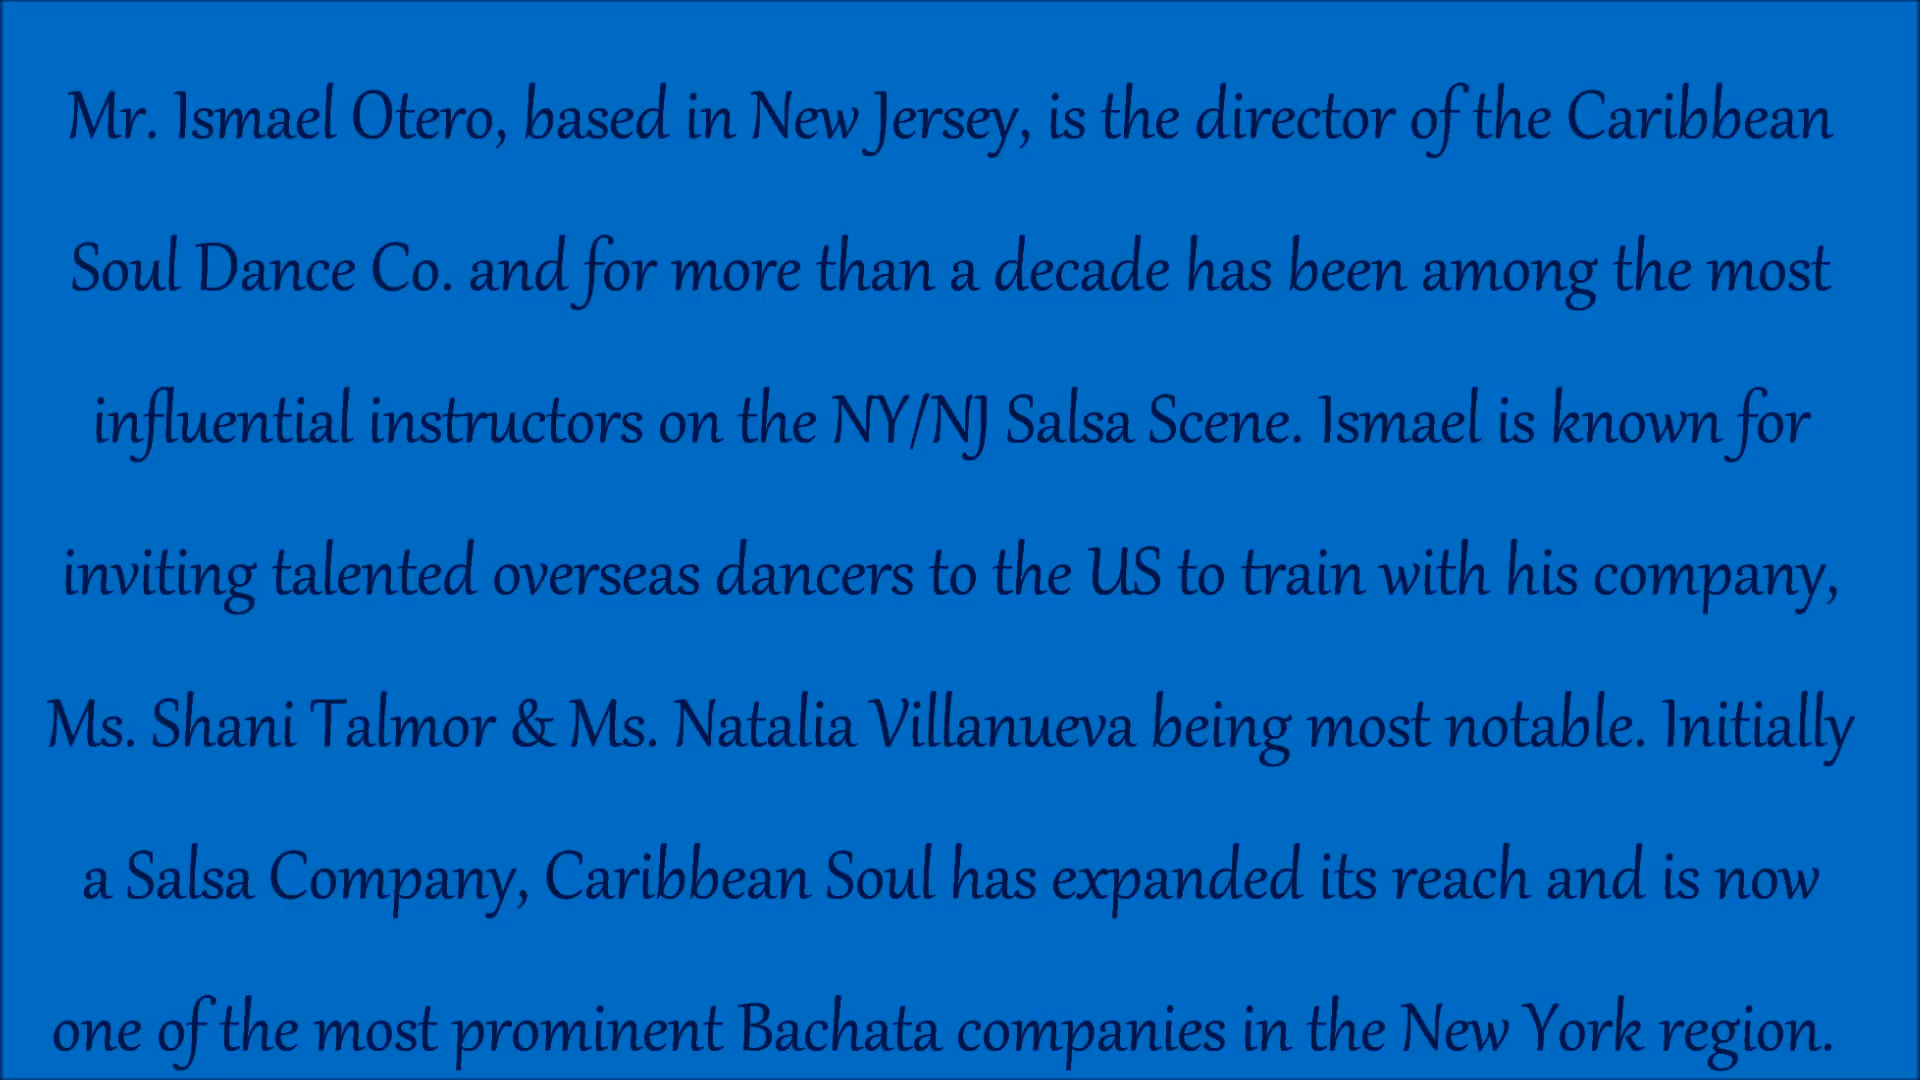 Mr. Ismael Otero, based in New Jersey, is the director of the Caribbean
Soul Dance Co. and for more than a decade has been among the most
influential instructors on the NY/NJ Salsa Scene. Ismael is known for
inviting talented overseas dancers to the US to train with his company,
Ms. Shani Talmor & Ms. Natalia Villanueva being most notable. Initially
a Salsa Company, Caribbean Soul has expanded its reach and is now
one of the most prominent Bachata companies in the New York region.